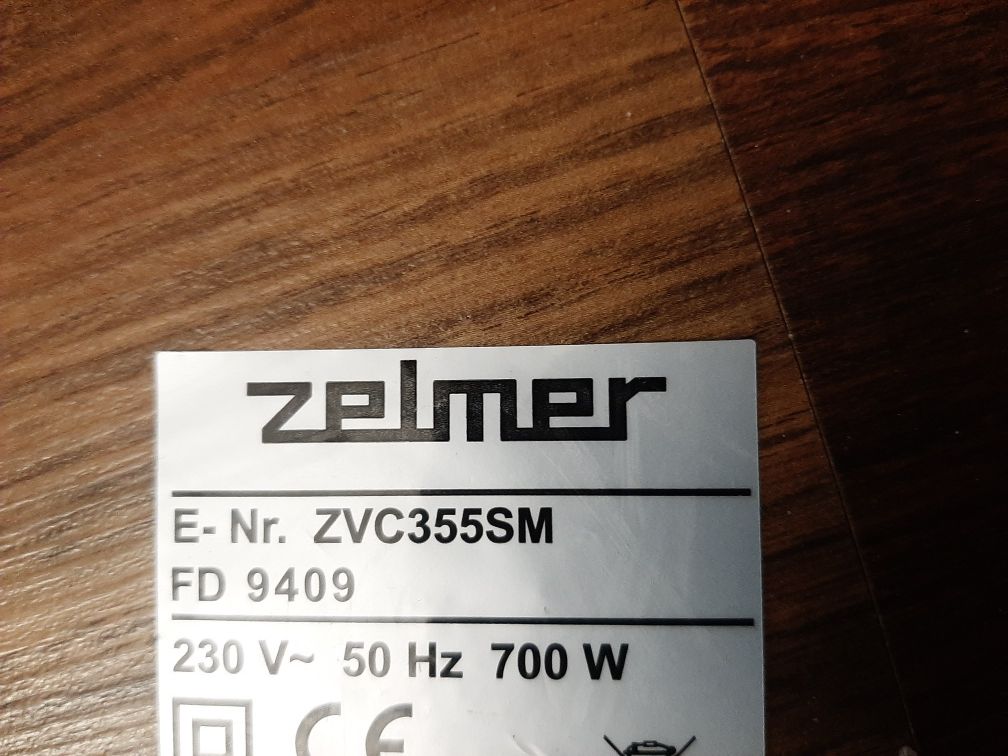 zelmer
E- Nr. ZVC355SM
FD 9409
230 V~ 50 Hz 700 W
CE